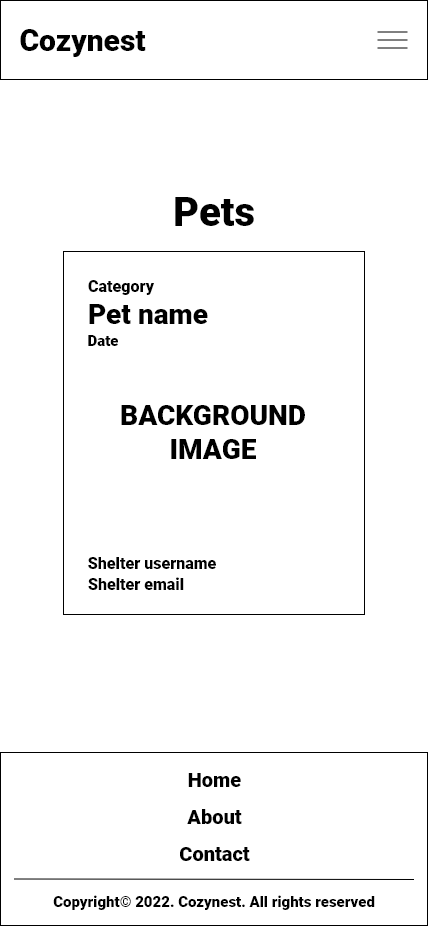 Cozynest
Pets
Category
Pet name
Date
BACKGROUND
IMAGE
Shelter username
Shelter email
Home
About
Contact
Copyright© 2022. Cozynest. All rights reserved